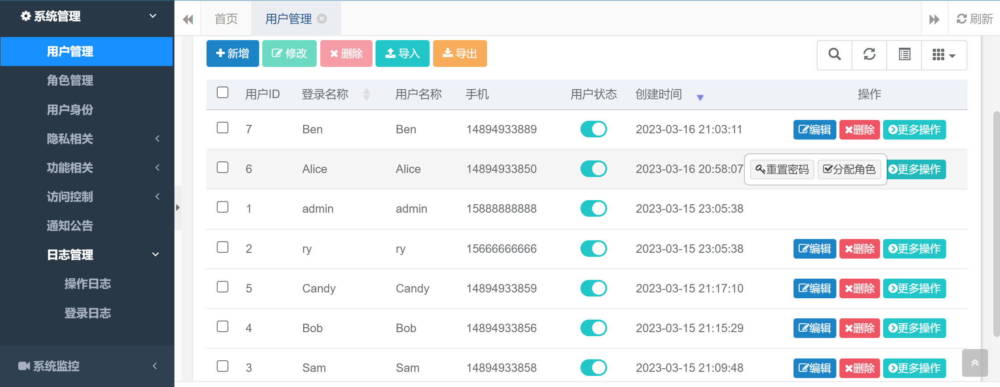 系统管理
用户管理
角色管理
用户身份
隐私相关
功能相关
访问控制
通知公告
日志管理
操作日志
登录日志
系统监控
首页 用户管理 刷新
新增 修改 删除 导入 导出
用户ID 登录名称 用户名称 手机 用户状态 创建时间 操作
7 Ben Ben 14894933889 2023-03-16 21:03:11 编辑 删除 更多操作
6 Alice Alice 14894933850 2023-03-16 20:58:07 重置密码 分配角色 更多操作
1 admin admin 15888888888 2023-03-15 23:05:38
2 ry ry 15666666666 2023-03-15 23:05:38 编辑 删除 更多操作
5 Candy Candy 14894933859 2023-03-15 21:17:10 编辑 删除 更多操作
4 Bob Bob 14894933856 2023-03-15 21:15:29 编辑 删除 更多操作
3 Sam Sam 14894933858 2023-03-15 21:09:48 编辑 删除 更多操作